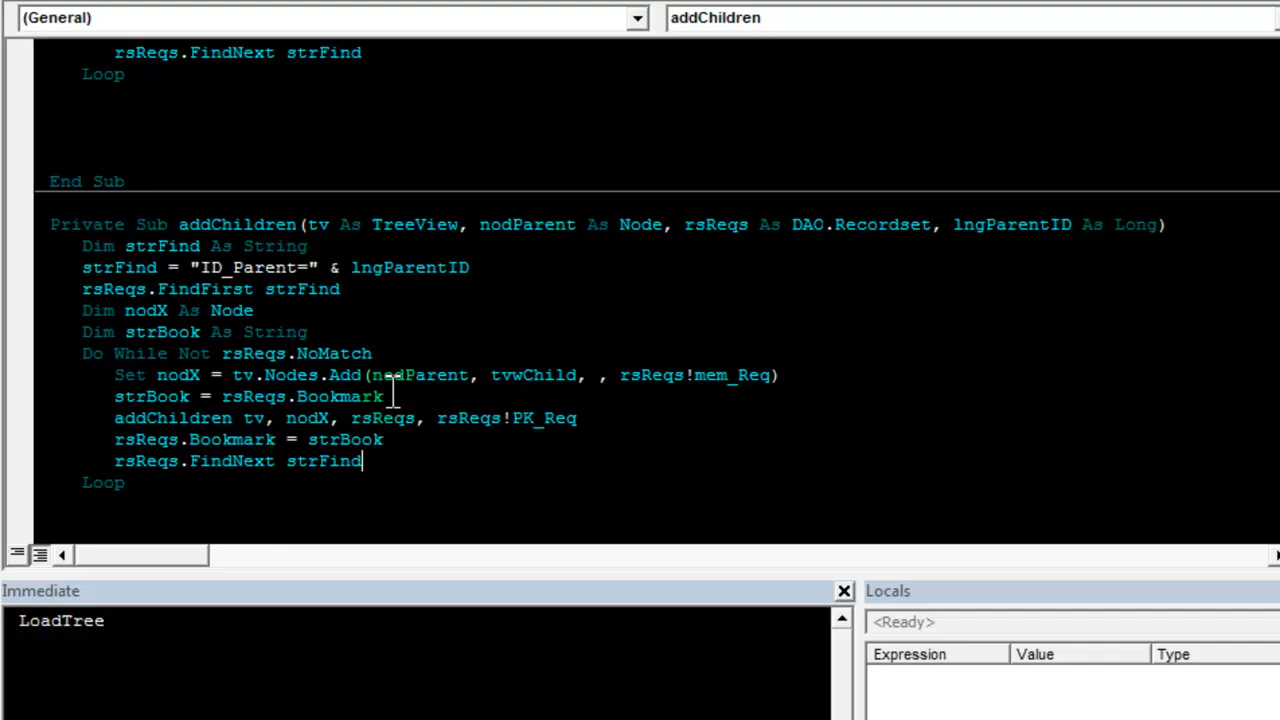 (General)
addChildren
rsReqs.FindNext strFind
Loop
End Sub
Private Sub addChildren(tv As TreeView, nodParent As Node, rsReqs As DAO.Recordset, lngParentID As Long)
Dim strFind As String
strFind = "ID_Parent=" & lngParentID
rsReqs.FindFirst strFind
Dim nodX As Node
Dim strBook As String
Do While Not rsReqs.NoMatch
Set nodX = tv.Nodes.Add(nodParent, tvwChild, , rsReqs!mem_Req)
strBook = rsReqs.Bookmark
addChildren tv, nodX, rsReqs, rsReqs!PK_Req
rsReqs.Bookmark = strBook
rsReqs.FindNext strFind
Loop
Immediate
LoadTree
Locals
<Ready>
Expression Value Type